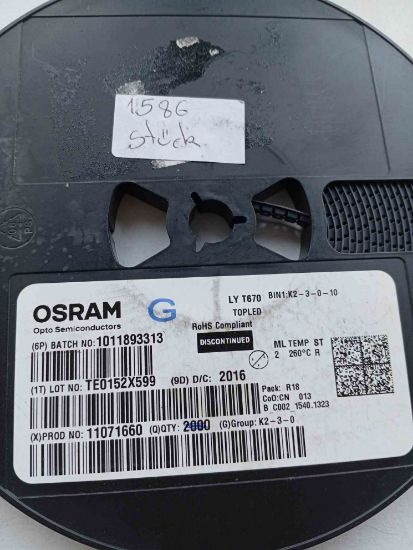 1586
Stück
OSRAM G
Opto Semiconductors
LY T670 BIN1:K2-3-0-10
TOPLED
RoHS Compliant
DISCONTINUED
ML TEMP ST
2 260°C R
(6P) BATCH NO: 1011893313
(1T) LOT NO: TE0152X599 (9D) D/C: 2016
Pack: R18
CoO:CN 013
B_C002_1540.1323
(X)PROD NO: 11071660 (Q)QTY: 2000 (G)Group: K2-3-0